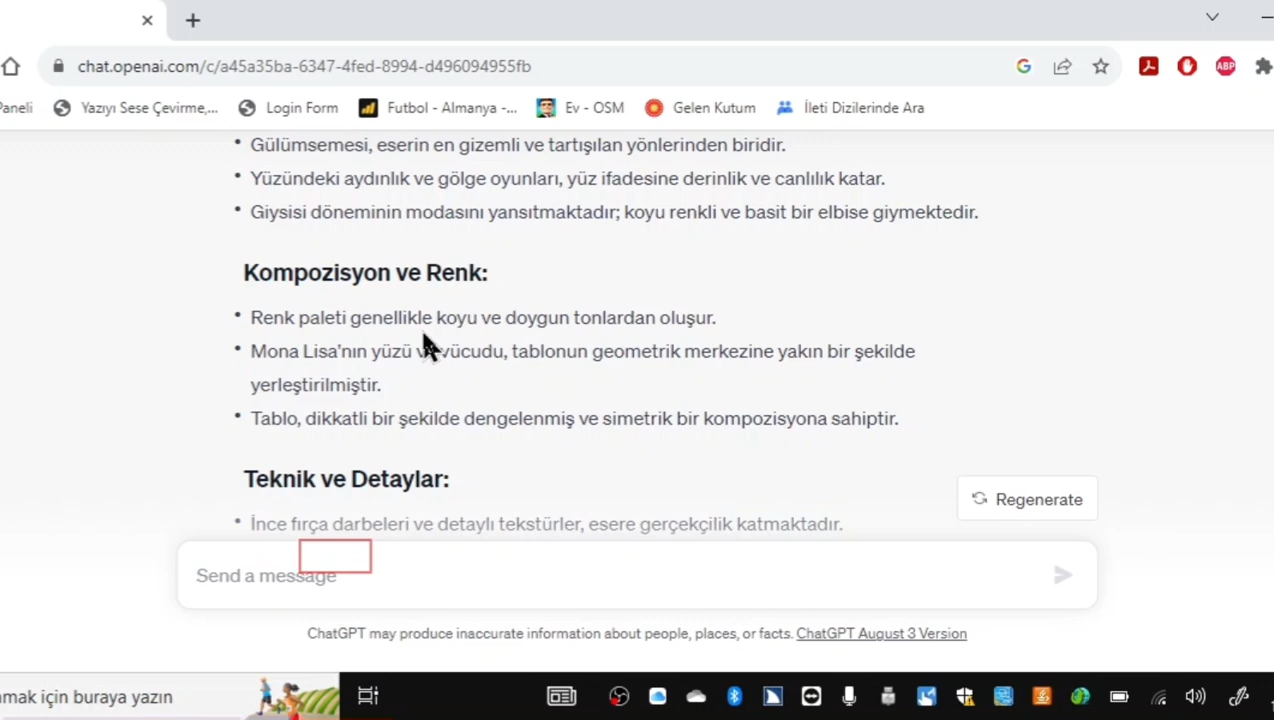 chat.openai.com/c/a45a35ba-6347-4fed-8994-d496094955fb
Paneli
Yazıyı Sese Çevirme,...
Login Form
Futbol - Almanya -...
Ev - OSM
Gelen Kutum
İleti Dizilerinde Ara
ABP
• Gülümsemesi, eserin en gizemli ve tartışılan yönlerinden biridir.
• Yüzündeki aydınlık ve gölge oyunları, yüz ifadesine derinlik ve canlılık katar.
• Giysisi döneminin modasını yansıtmaktadır; koyu renkli ve basit bir elbise giymektedir.
Kompozisyon ve Renk:
• Renk paleti genellikle koyu ve doygun tonlardan oluşur.
• Mona Lisa'nın yüzü ve vücudu, tablonun geometrik merkezine yakın bir şekilde
yerleştirilmiştir.
• Tablo, dikkatli bir şekilde dengelenmiş ve simetrik bir kompozisyona sahiptir.
Teknik ve Detaylar:
Regenerate
• İnce fırça darbeleri ve detaylı tekstürler, esere gerçekçilik katmaktadır.
Send a message
ChatGPT may produce inaccurate information about people, places, or facts. ChatGPT August 3 Version
amak için buraya yazın